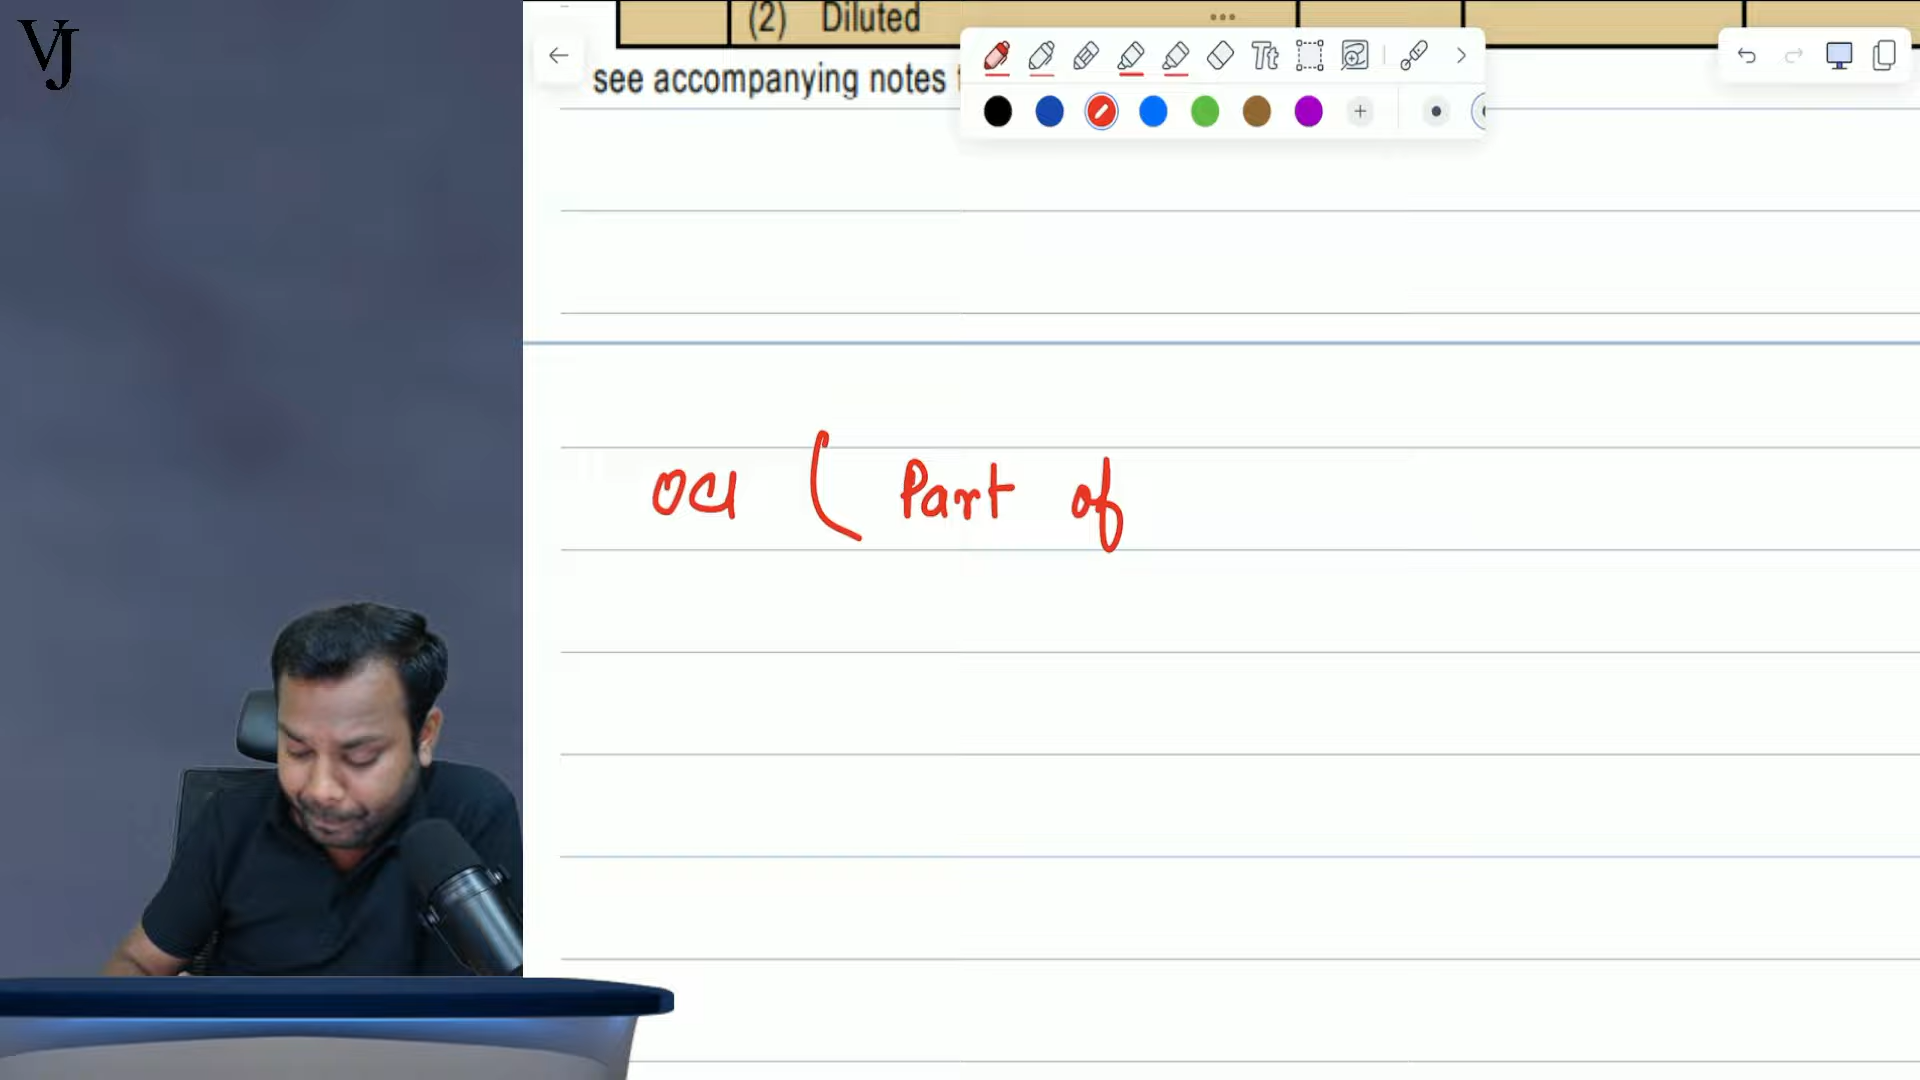 VJ
(2) Diluted
see accompanying notes
Tt
OCI ( Part of